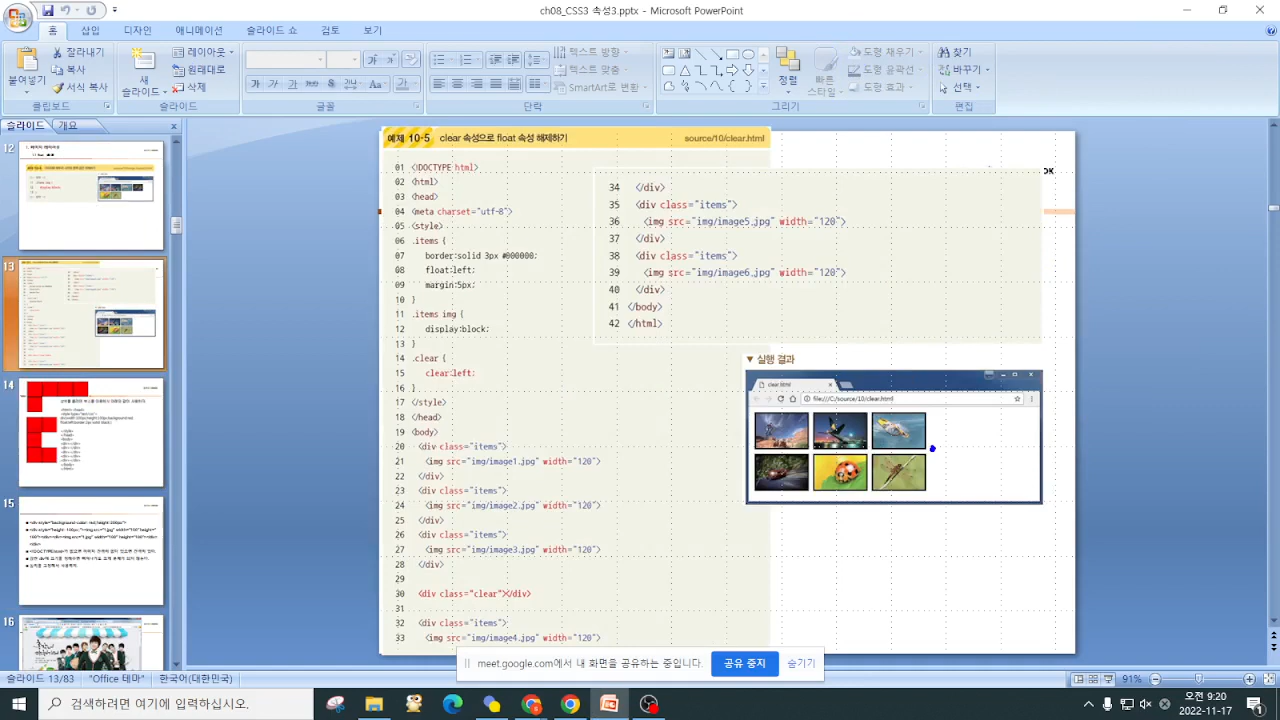 ch08_CSS3 속성3.pptx - Microsoft PowerPoint
홈 삽입 디자인 애니메이션 슬라이드 쇼 검토 보기
붙여넣기 잘라내기 복사 서식 복사
새 슬라이드 레이아웃 원래대로 삭제
텍스트 방향 텍스트 맞춤 SmartArt로 변환
정렬 빠른 스타일 도형 채우기 도형 윤곽선 도형 효과
찾기 바꾸기 선택
클립보드 슬라이드 글꼴 단락 그리기 편집
슬라이드 개요
12
14
15
16
예제 10-5 clear 속성으로 float 속성 해제하기 source/10/clear.html
01 <!DOCTYPE html>
02 <html>
03 <head>
04 <meta charset="utf-8">
05 <style>
06 .items {
07 border:solid 3px #000000;
08 float:left;
09 margin:5px;
10 }
11 .items img {
12 display:block;
13 }
14 .clear {
15 clear:left;
16 }
17 </style>
18 </head>
19 <body>
20 <div class="items">
21 <img src="img/image1.jpg" width="120">
22 </div>
23 <div class="items">
24 <img src="img/image2.jpg" width="120">
25 </div>
26 <div class="items">
27 <img src="img/image3.jpg" width="120">
28 </div>
29
30 <div class="clear"></div>
31
32 <div class="items">
33 <img src="img/image4.jpg" width="120">
34 </div>
35 <div class="items">
36 <img src="img/image5.jpg" width="120">
37 </div>
38 <div class="items">
39 <img src="img/image6.jpg" width="120">
40 </div>
41 </body>
42 </html>
실행 결과
clear.html
file:///C:/source/10/clear.html
meet.google.com에서 내 화면을 공유하는 중입니다. 공유 중지 숨기기
슬라이드 13/83 "Office 테마" 한국어(대한민국) 91%
검색하려면 여기에 입력하십시오.
오전 9:20
2022-11-17